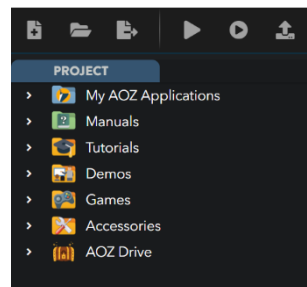 PROJECT
My AOZ Applications
Manuals
Tutorials
Demos
Games
Accessories
AOZ Drive